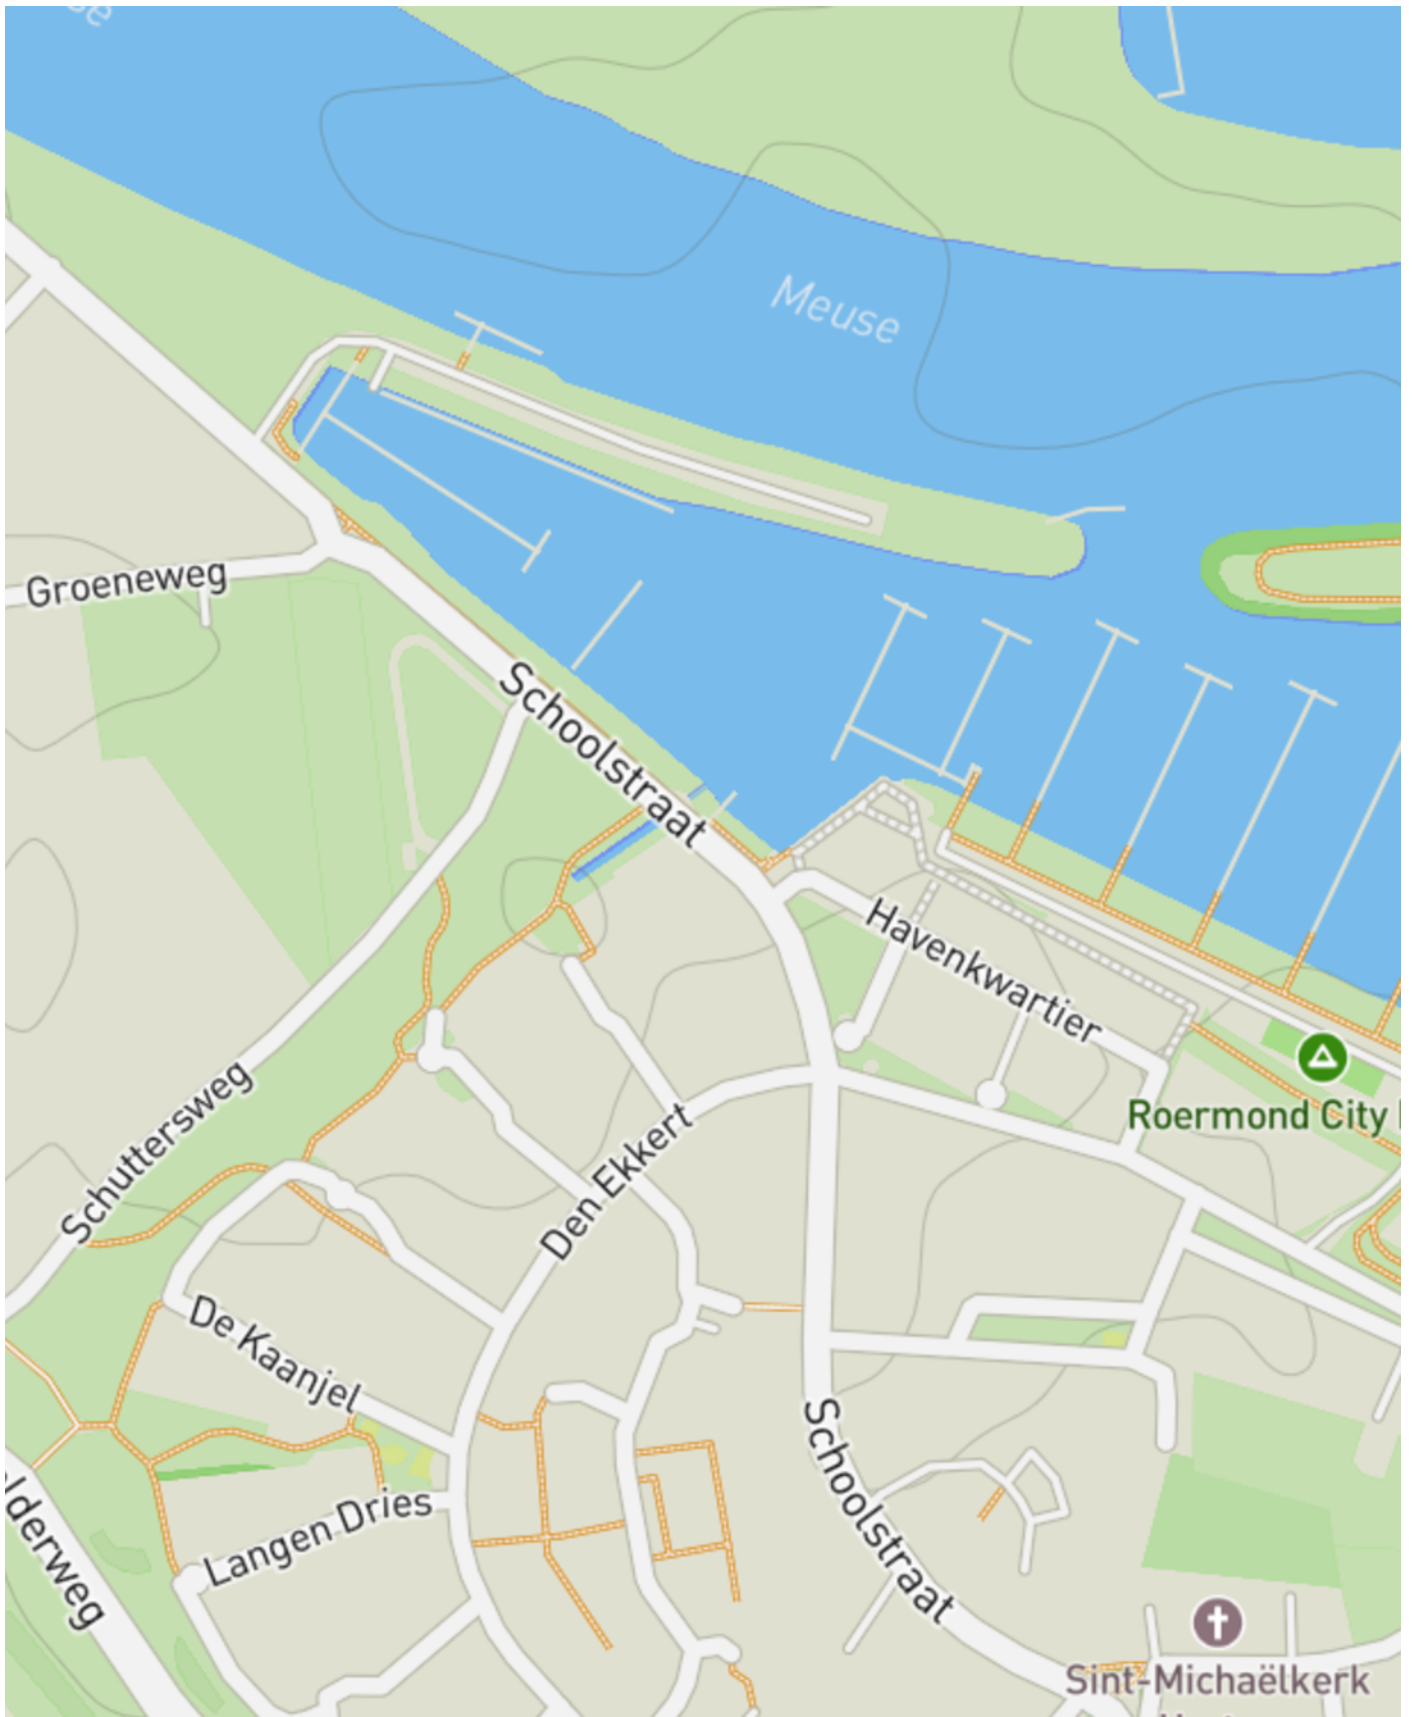 Meuse
Groeneweg
Schoolstraat
Havenkwartier
Roermond City
Schuttersweg
Den Ekkert
De Kaanjel
Schoolstraat
Langen Dries
Sint-Michaëlkerk